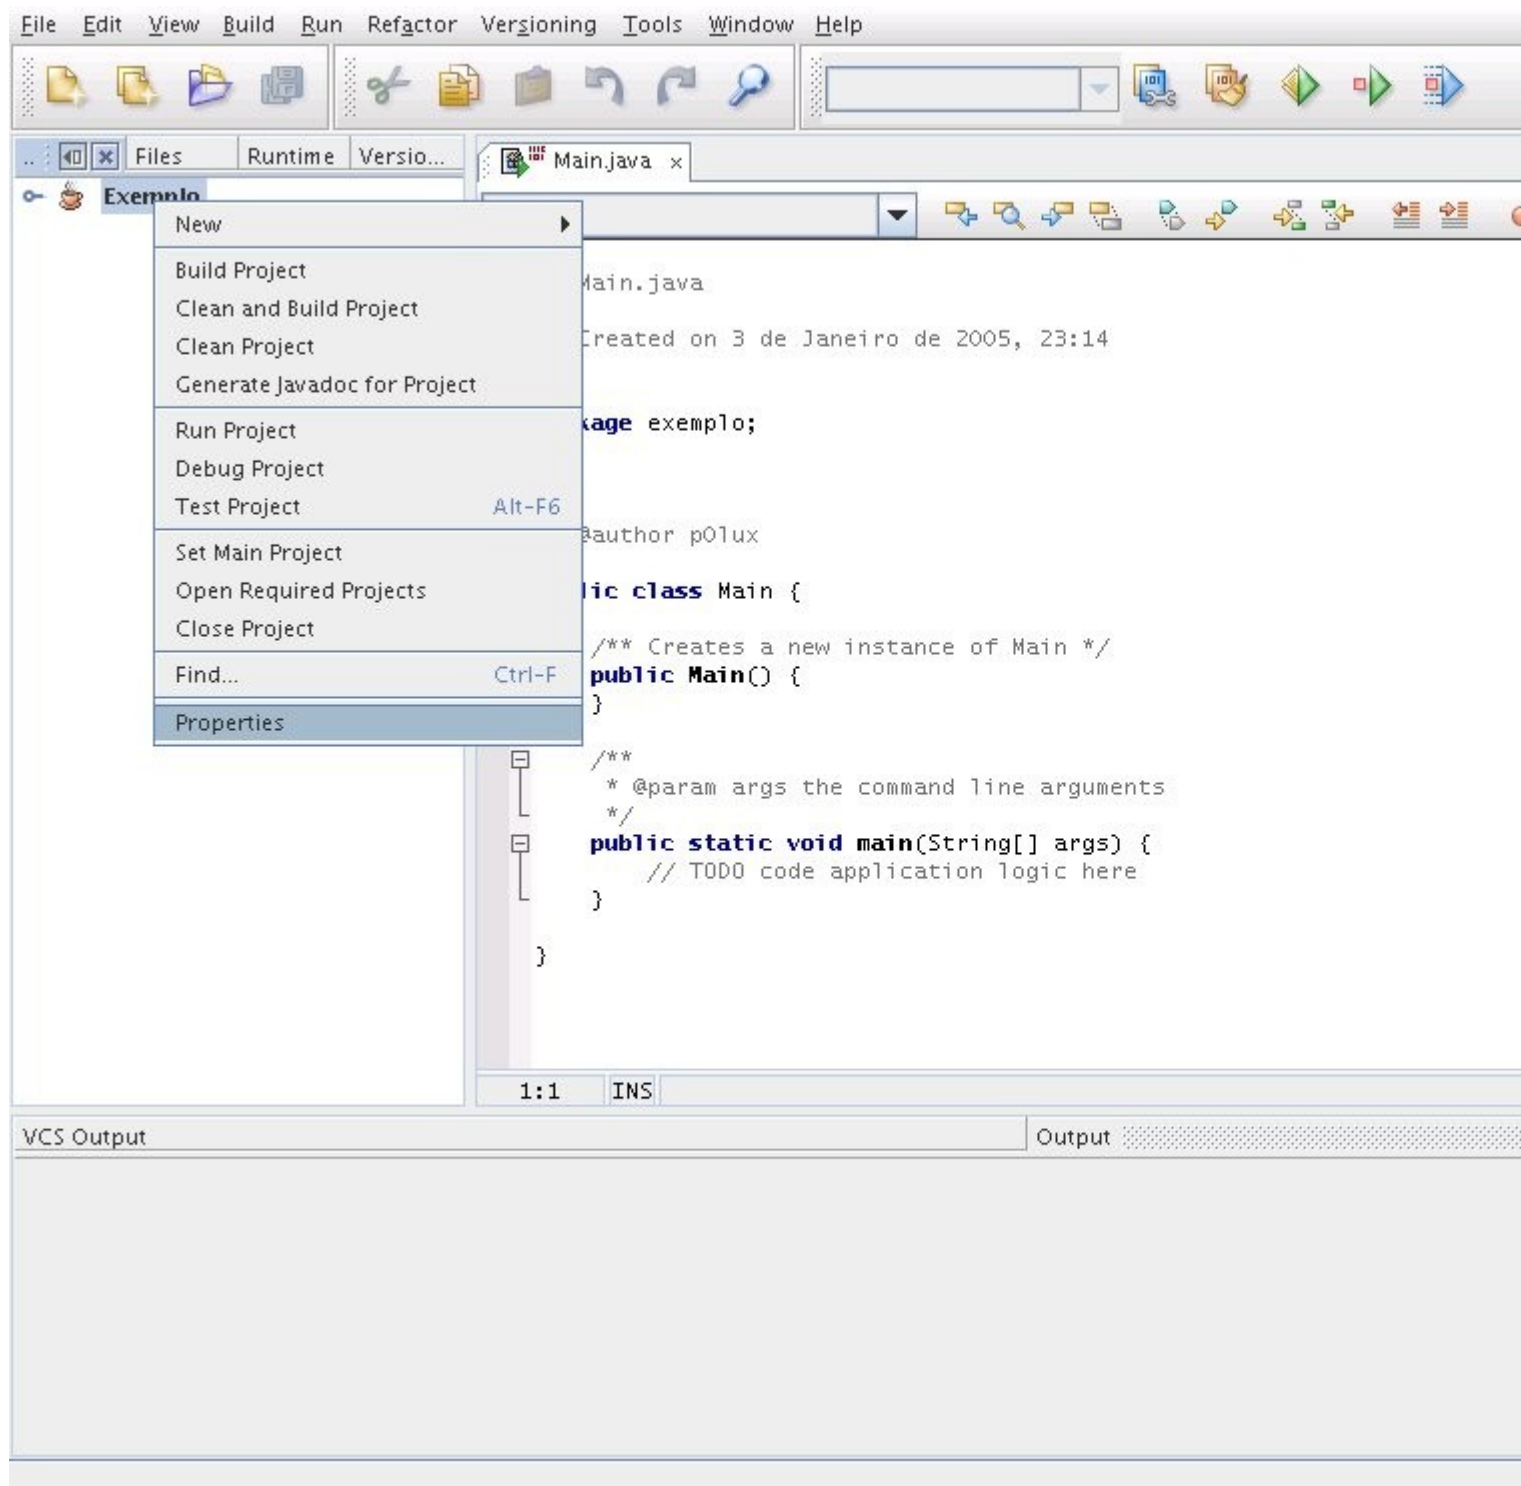 File Edit View Build Run Refactor Versioning Tools Window Help
.. Files Runtime Versio...
Main.java x
Exemplo
New
Build Project
Clean and Build Project
Clean Project
Generate Javadoc for Project
Run Project
Debug Project
Test Project Alt-F6
Set Main Project
Open Required Projects
Close Project
Find... Ctrl-F
Properties
Main.java
Created on 3 de Janeiro de 2005, 23:14
kage exemplo;
@author p0lux
lic class Main {
/** Creates a new instance of Main */
public Main() {
}
/**
* @param args the command line arguments
*/
public static void main(String[] args) {
// TODO code application logic here
}
}
1:1 INS
VCS Output Output